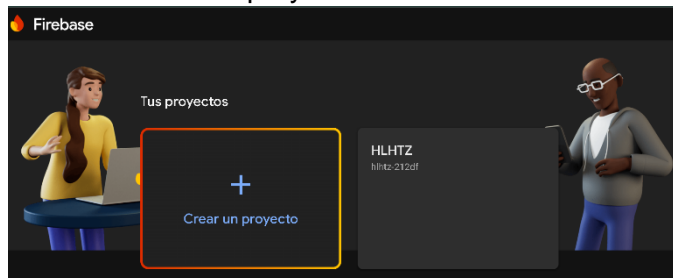 Firebase
Tus proyectos
+
Crear un proyecto
HLHTZ
hlhtz-212df